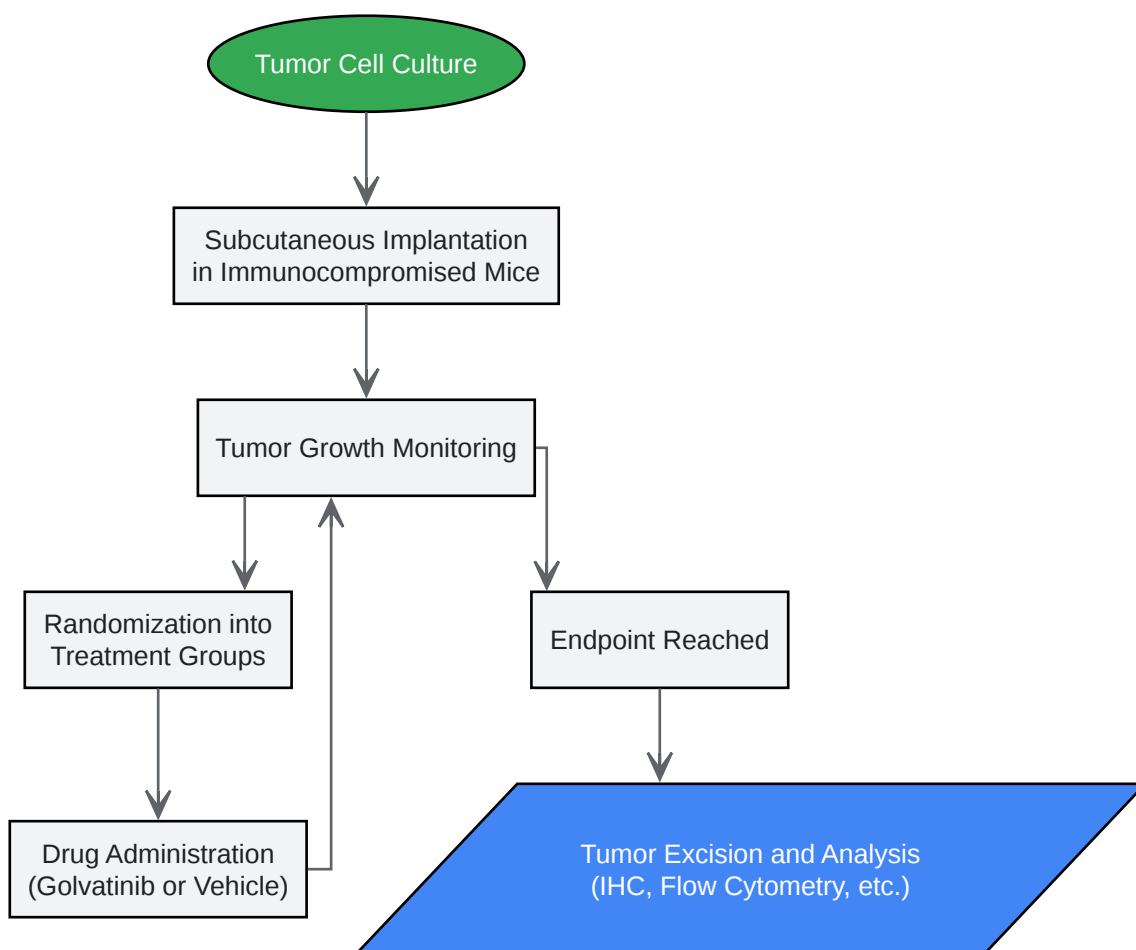 Tumor Cell Culture
Subcutaneous Implantation
in Immunocompromised Mice
Tumor Growth Monitoring
Randomization into
Treatment Groups
Endpoint Reached
Drug Administration
(Golvatinib or Vehicle)
Tumor Excision and Analysis
(IHC, Flow Cytometry, etc.)